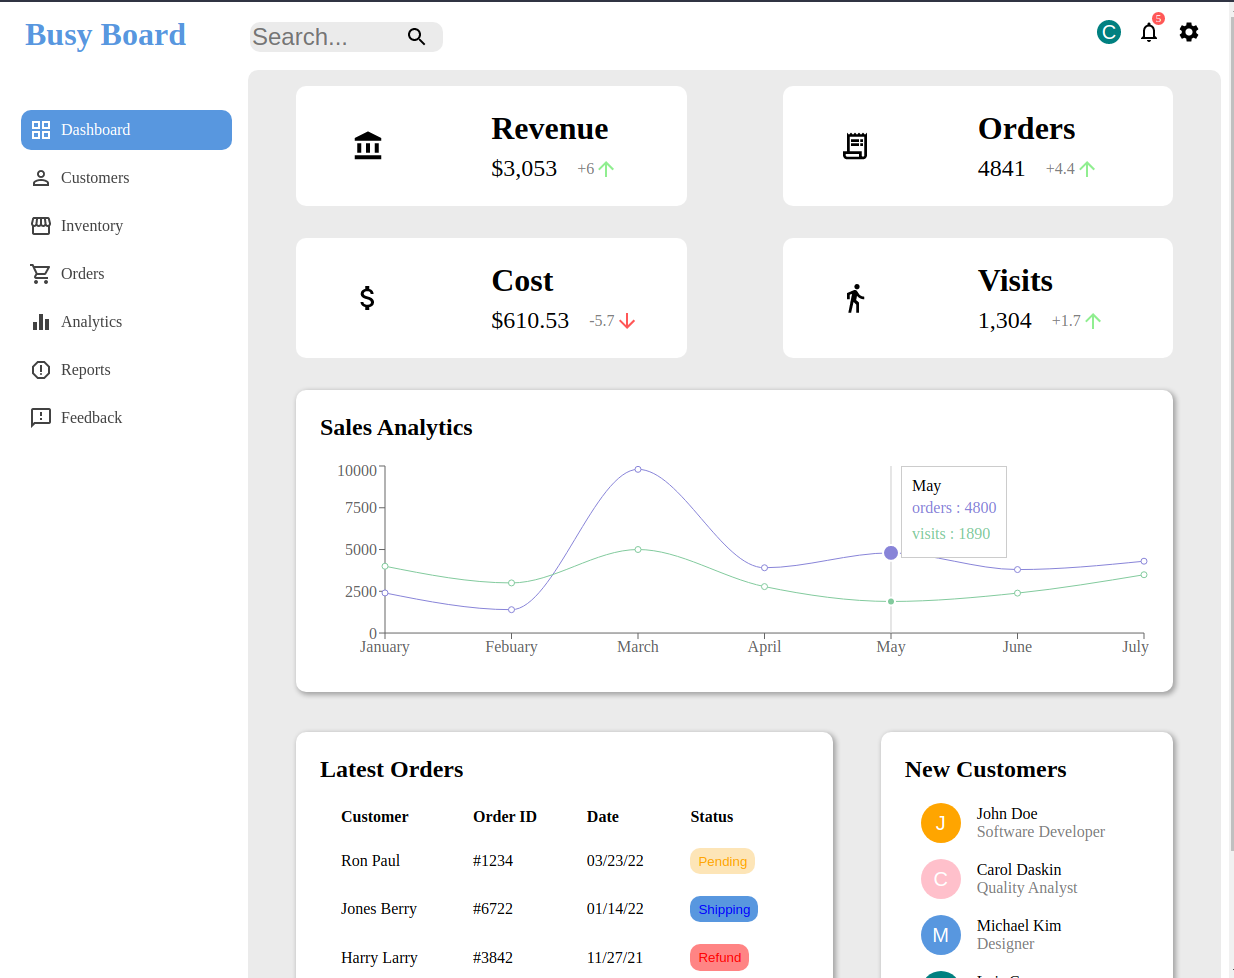 Busy Board
Search...
C
5
Dashboard
Customers
Inventory
Orders
Analytics
Reports
Feedback
Revenue
$3,053 +6
Orders
4841 +4.4
Cost
$610.53 -5.7
Visits
1,304 +1.7
Sales Analytics
10000
7500
5000
2500
0
January Febuary March April May June July
May
orders : 4800
visits : 1890
Latest Orders
Customer Order ID Date Status
Ron Paul #1234 03/23/22 Pending
Jones Berry #6722 01/14/22 Shipping
Harry Larry #3842 11/27/21 Refund
New Customers
J
John Doe
Software Developer
C
Carol Daskin
Quality Analyst
M
Michael Kim
Designer